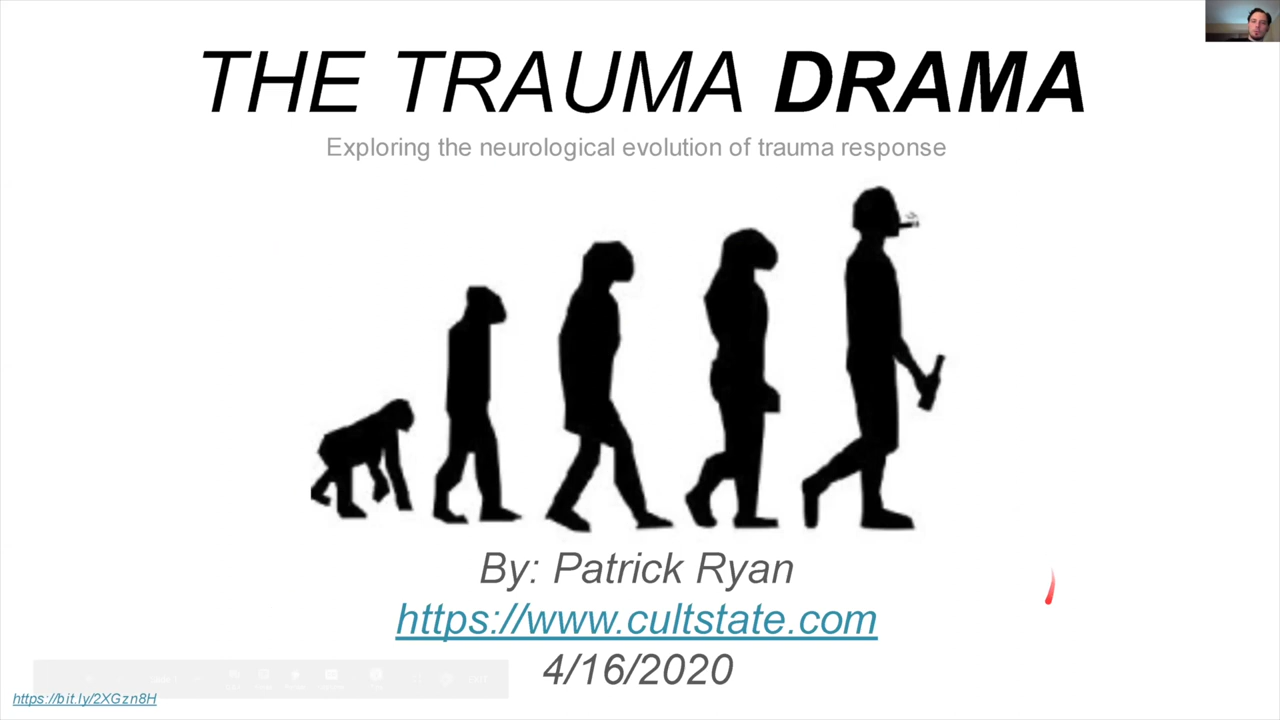 THE TRAUMA DRAMA
Exploring the neurological evolution of trauma response
By: Patrick Ryan
https://www.cultstate.com
4/16/2020
https://bit.ly/2XGzn8H